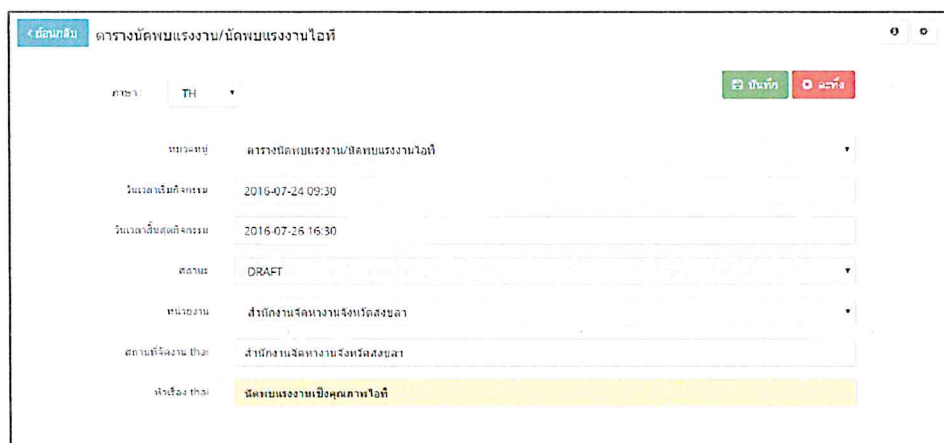 ย้อนกลับ ตารางนัดพบแรงงาน/นัดพบแรงงานไอที
ภาษา : TH บันทึก ละทิ้ง
หมวดหมู่ ตารางนัดพบแรงงาน/นัดพบแรงงานไอที
วันเวลาเริ่มกิจกรรม 2016-07-24 09:30
วันเวลาสิ้นสุดกิจกรรม 2016-07-26 16:30
สถานะ DRAFT
หน่วยงาน สำนักงานจัดหางานจังหวัดสงขลา
สถานที่จัดงาน thai สำนักงานจัดหางานจังหวัดสงขลา
หัวเรื่อง thai นัดพบแรงงานเชิงคุณภาพไอที